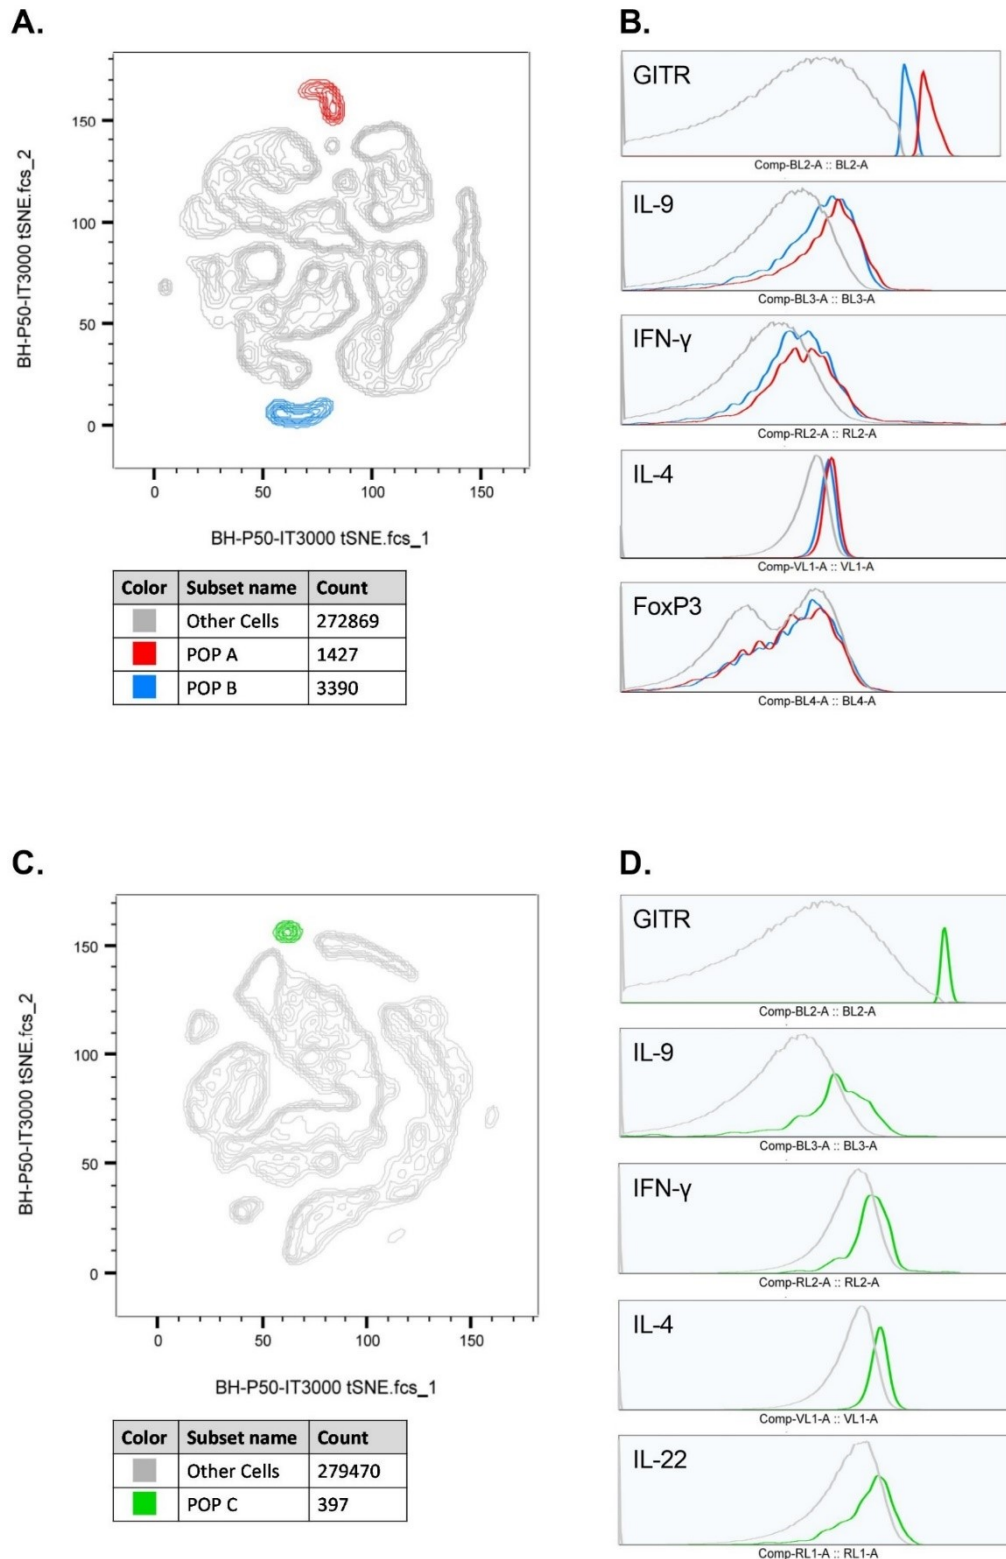 A.
BH-P50-IT3000 tSNE.fcs_2
150
100
50
0
0 50 100 150
BH-P50-IT3000 tSNE.fcs_1
Color Subset name Count
Other Cells 272869
POP A 1427
POP B 3390
B.
GITR
Comp-BL2-A :: BL2-A
IL-9
Comp-BL3-A :: BL3-A
IFN-γ
Comp-RL2-A :: RL2-A
IL-4
Comp-VL1-A :: VL1-A
FoxP3
Comp-BL4-A :: BL4-A
C.
BH-P50-IT3000 tSNE.fcs_2
150
100
50
0
0 50 100 150
BH-P50-IT3000 tSNE.fcs_1
Color Subset name Count
Other Cells 279470
POP C 397
D.
GITR
Comp-BL2-A :: BL2-A
IL-9
Comp-BL3-A :: BL3-A
IFN-γ
Comp-RL2-A :: RL2-A
IL-4
Comp-VL1-A :: VL1-A
IL-22
Comp-RL1-A :: RL1-A